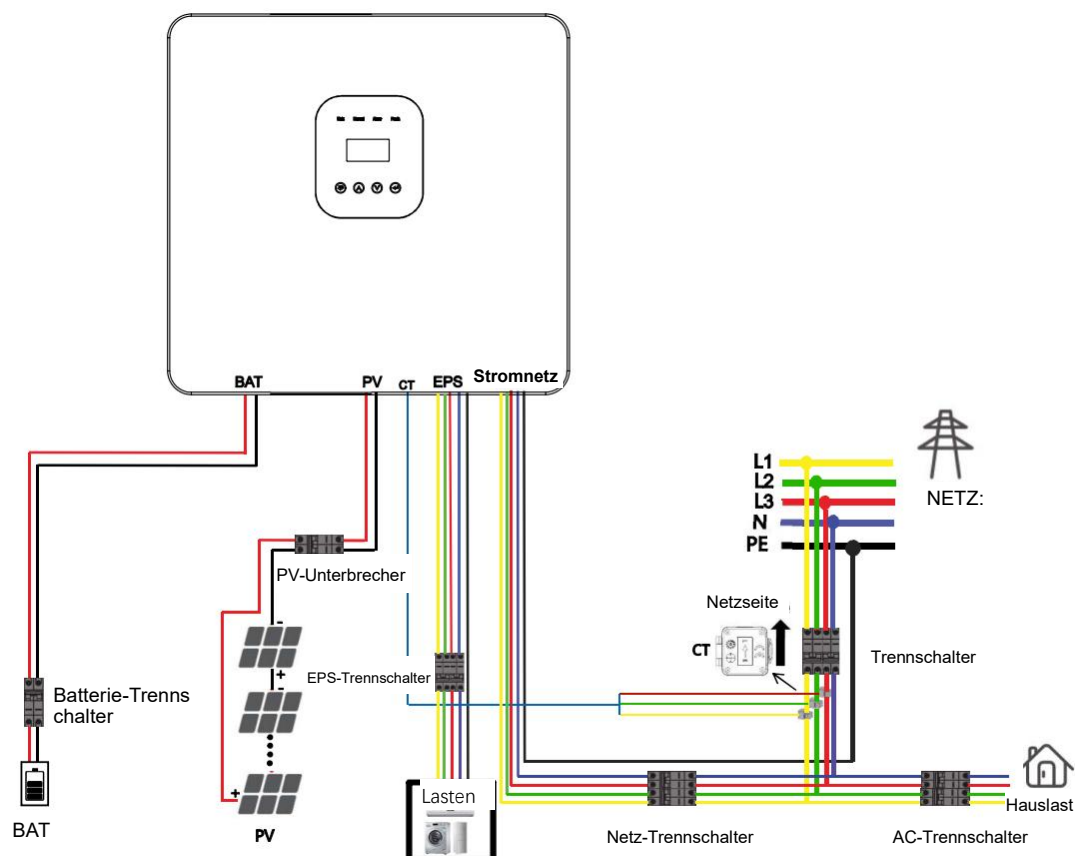 BAT
PV
CT
EPS
Stromnetz
L1
L2
L3
N
PE
NETZ:
PV-Unterbrecher
Netzseite
CT
Trennschalter
EPS-Trennschalter
Batterie-Trenns
chalter
Lasten
Hauslast
BAT
PV
Netz-Trennschalter
AC-Trennschalter